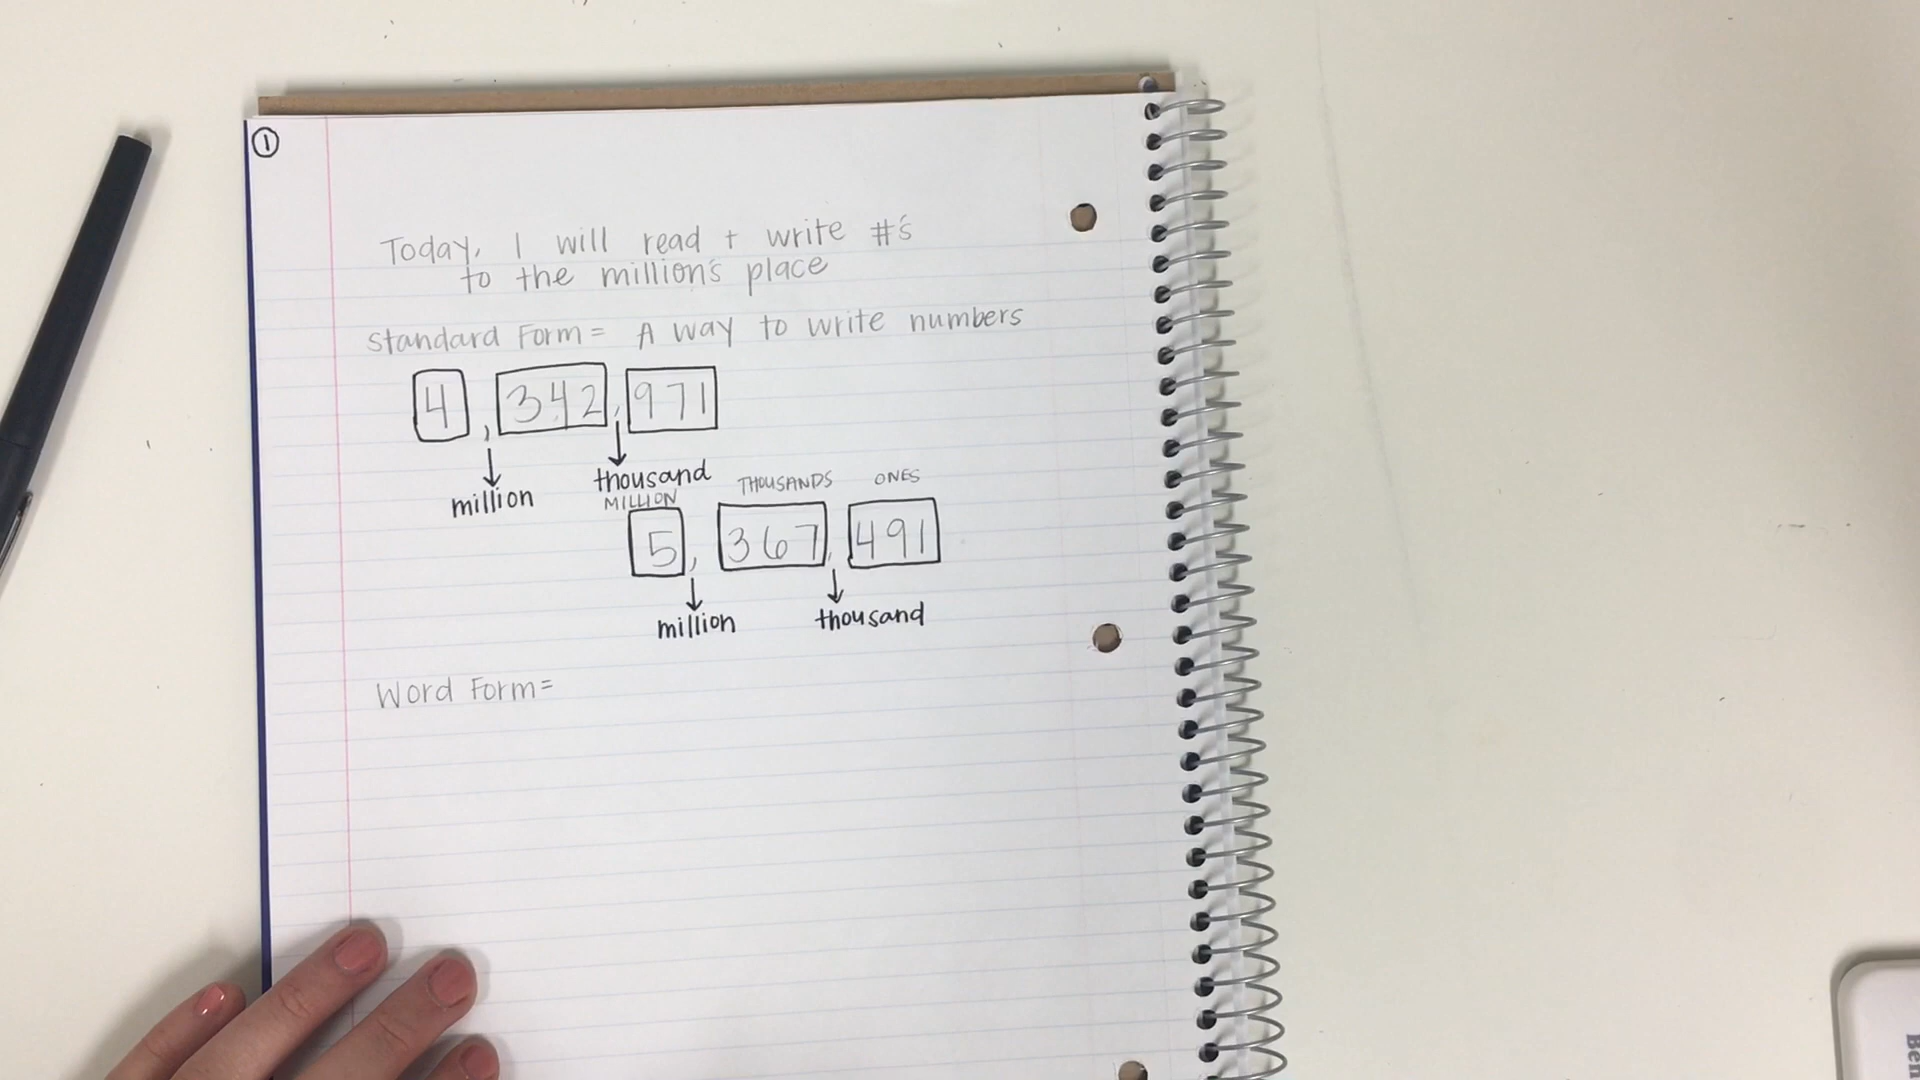 1
Today, I will read + write #'s
to the million's place
Standard Form= A way to write numbers
4, 342, 971
million thousand
MILLION THOUSANDS ONES
5, 367, 491
million thousand
Word Form=
Ben